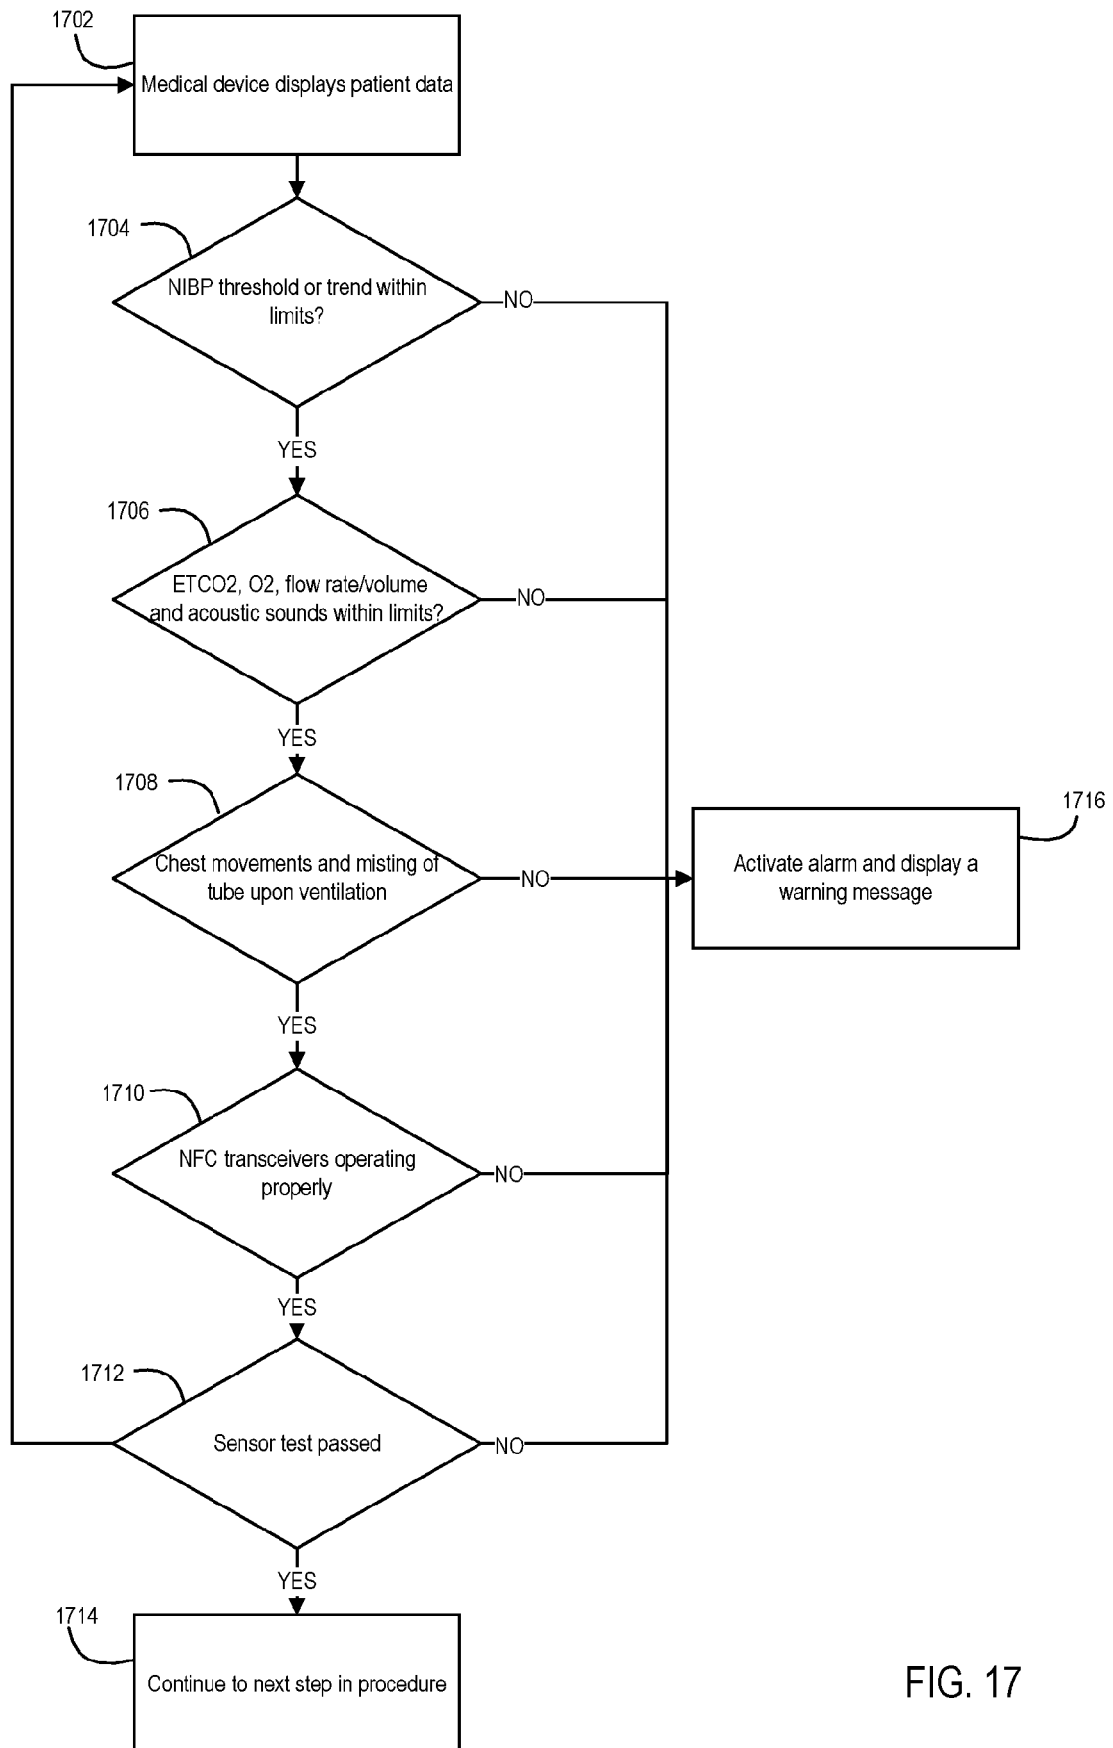 1702
Medical device displays patient data
1704
NIBP threshold or trend within
limits?
NO
YES
1706
ETCO2, O2, flow rate/volume
and acoustic sounds within limits?
NO
YES
1708
Chest movements and misting of
tube upon ventilation
NO
1716
Activate alarm and display a
warning message
YES
1710
NFC transceivers operating
properly
NO
YES
1712
Sensor test passed
NO
YES
1714
Continue to next step in procedure
FIG. 17